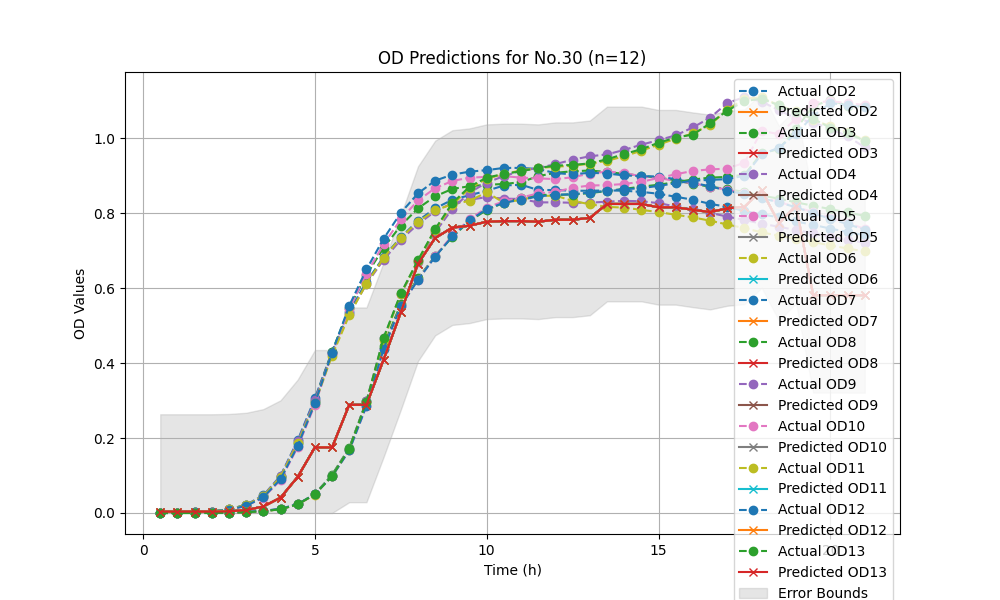 OD Predictions for No.30 (n=12)
OD Values
1.0
0.8
0.6
0.4
0.2
0.0
0
5
10
15
Time (h)
Actual OD2
Predicted OD2
Actual OD3
Predicted OD3
Actual OD4
Predicted OD4
Actual OD5
Predicted OD5
Actual OD6
Predicted OD6
Actual OD7
Predicted OD7
Actual OD8
Predicted OD8
Actual OD9
Predicted OD9
Actual OD10
Predicted OD10
Actual OD11
Predicted OD11
Actual OD12
Predicted OD12
Actual OD13
Predicted OD13
Error Bounds